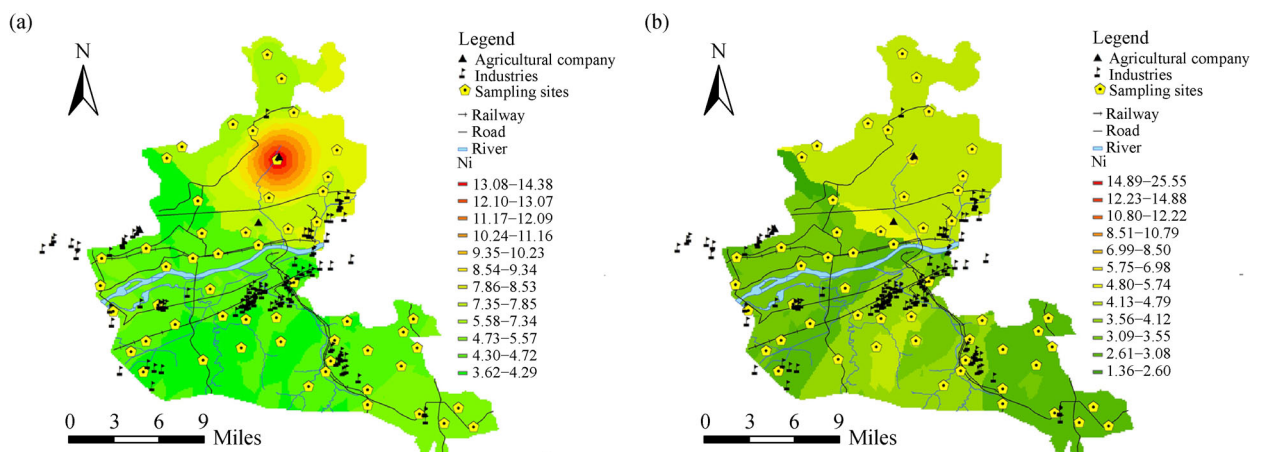 (a)
N
Legend
Agricultural company
Industries
Sampling sites
Railway
Road
River
Ni
13.08−14.38
12.10−13.07
11.17−12.09
10.24−11.16
9.35−10.23
8.54−9.34
7.86−8.53
7.35−7.85
5.58−7.34
4.73−5.57
4.30−4.72
3.62−4.29
0 3 6 9
Miles
(b)
N
Legend
Agricultural company
Industries
Sampling sites
Railway
Road
River
Ni
14.89−25.55
12.23−14.88
10.80−12.22
8.51−10.79
6.99−8.50
5.75−6.98
4.80−5.74
4.13−4.79
3.56−4.12
3.09−3.55
2.61−3.08
1.36−2.60
0 3 6 9
Miles